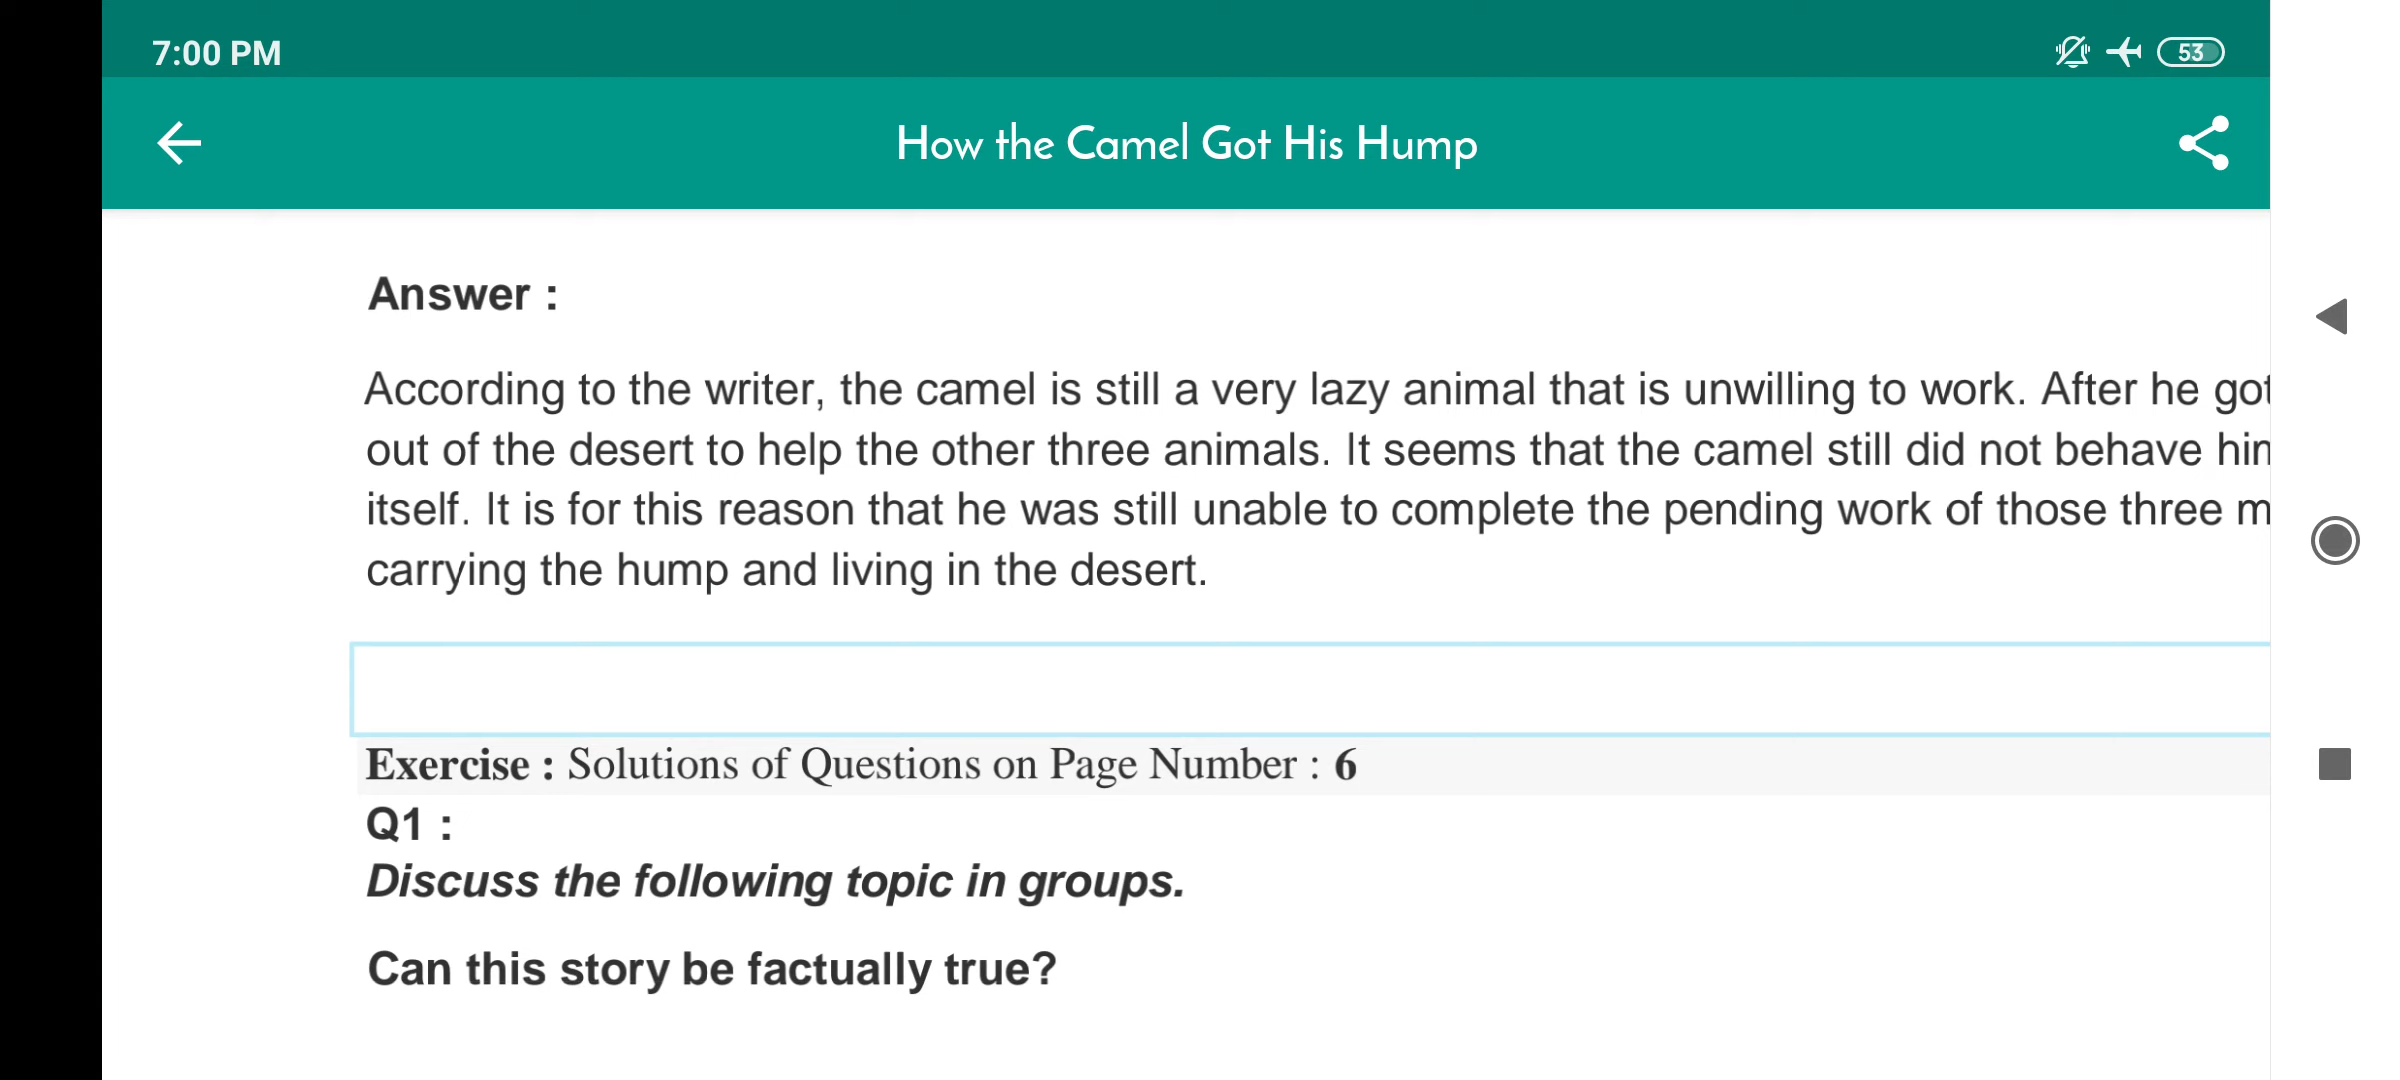 7:00 PM
53
How the Camel Got His Hump
Answer :
According to the writer, the camel is still a very lazy animal that is unwilling to work. After he got
out of the desert to help the other three animals. It seems that the camel still did not behave
itself. It is for this reason that he was still unable to complete the pending work of those three
carrying the hump and living in the desert.
Exercise : Solutions of Questions on Page Number : 6
Q1 :
Discuss the following topic in groups.
Can this story be factually true?